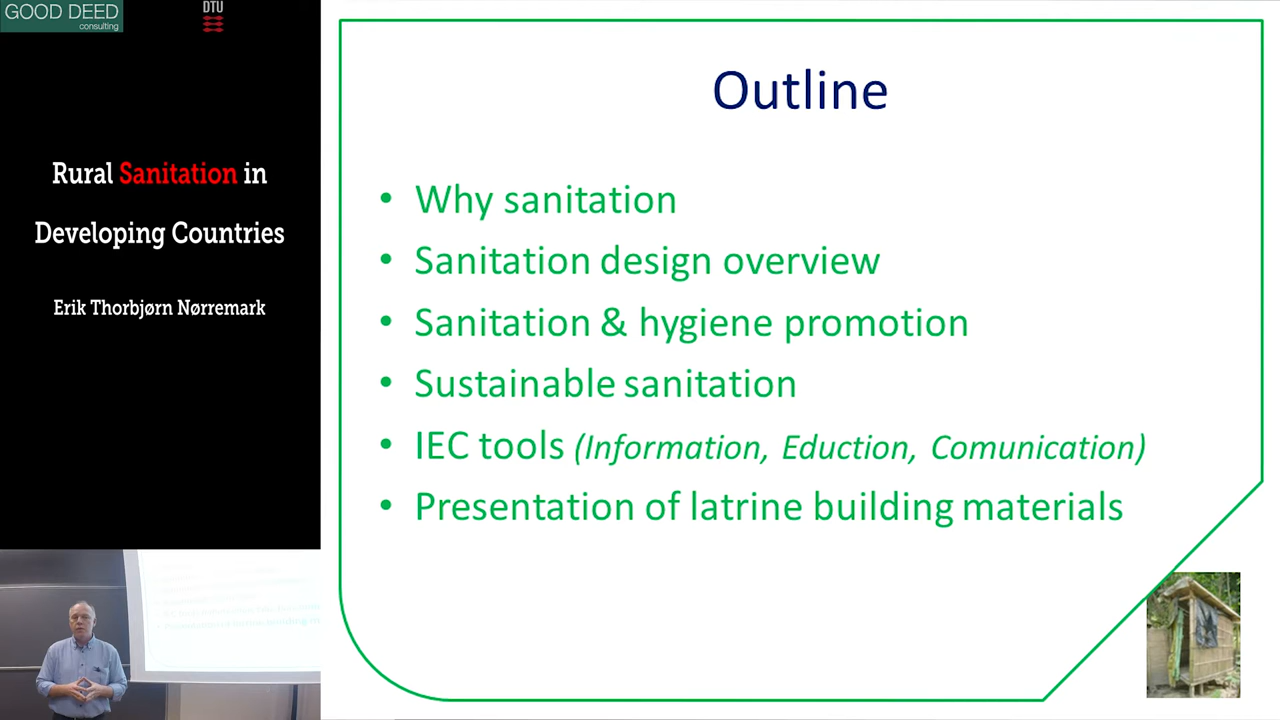 GOOD DEED
consulting
DTU
Rural Sanitation in
Developing Countries
Erik Thorbjørn Nørremark
Outline
• Why sanitation
• Sanitation design overview
• Sanitation & hygiene promotion
• Sustainable sanitation
• IEC tools (Information, Eduction, Comunication)
• Presentation of latrine building materials